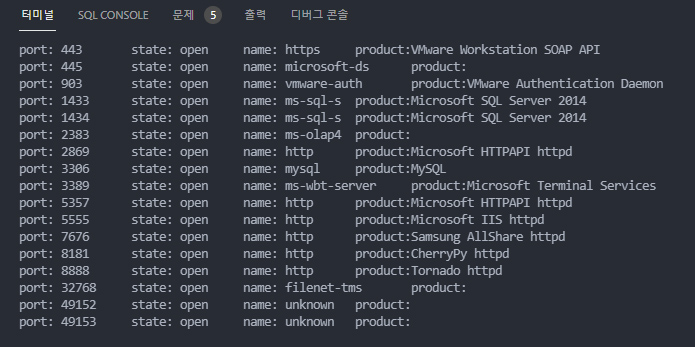 터미널 SQL CONSOLE 문제 5 출력 디버그 콘솔
port: 443 state: open name: https product:VMware Workstation SOAP API
port: 445 state: open name: microsoft-ds product:
port: 903 state: open name: vmware-auth product:VMware Authentication Daemon
port: 1433 state: open name: ms-sql-s product:Microsoft SQL Server 2014
port: 1434 state: open name: ms-sql-s product:Microsoft SQL Server 2014
port: 2383 state: open name: ms-olap4 product:
port: 2869 state: open name: http product:Microsoft HTTPAPI httpd
port: 3306 state: open name: mysql product:MySQL
port: 3389 state: open name: ms-wbt-server product:Microsoft Terminal Services
port: 5357 state: open name: http product:Microsoft HTTPAPI httpd
port: 5555 state: open name: http product:Microsoft IIS httpd
port: 7676 state: open name: http product:Samsung AllShare httpd
port: 8181 state: open name: http product:CherryPy httpd
port: 8888 state: open name: http product:Tornado httpd
port: 32768 state: open name: filenet-tms product:
port: 49152 state: open name: unknown product:
port: 49153 state: open name: unknown product: